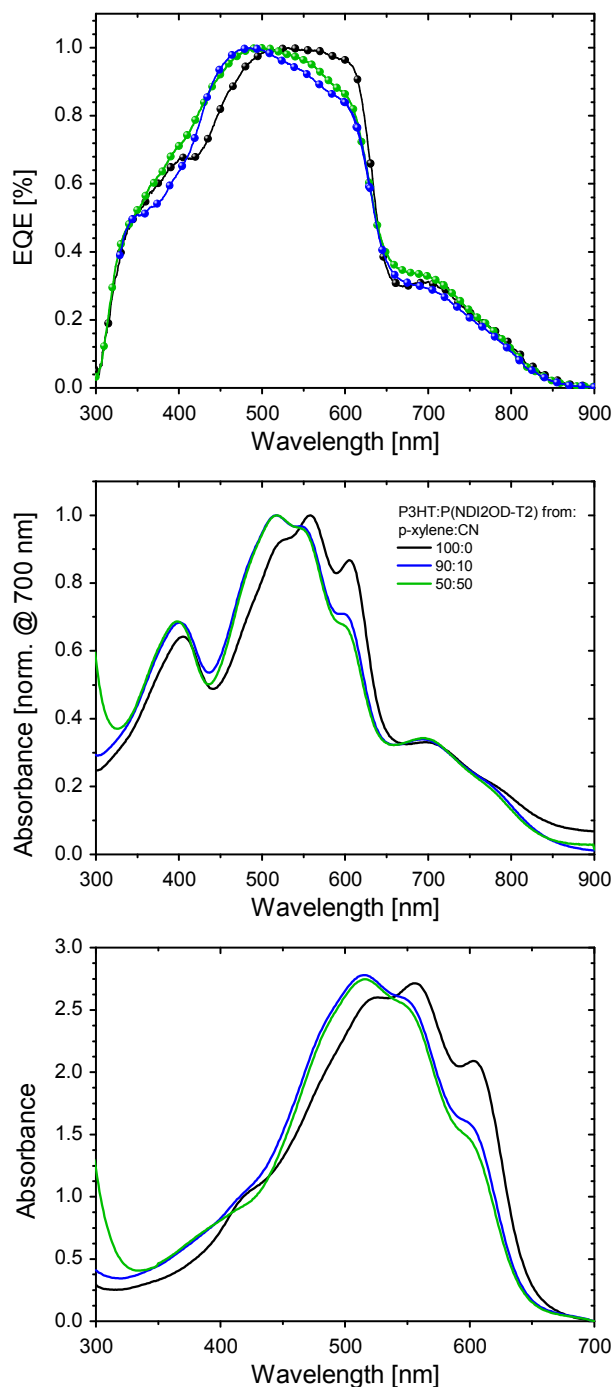 1.0
0.8
0.6
0.4
0.2
0.0
EQE [%]
300 400 500 600 700 800 900
Wavelength [nm]
1.0
0.8
0.6
0.4
0.2
0.0
Absorbance [norm. @ 700 nm]
P3HT:P(NDI2OD-T2) from:
p-xylene:CN
100:0
90:10
50:50
300 400 500 600 700 800 900
Wavelength [nm]
3.0
2.5
2.0
1.5
1.0
0.5
0.0
Absorbance
300 400 500 600 700
Wavelength [nm]